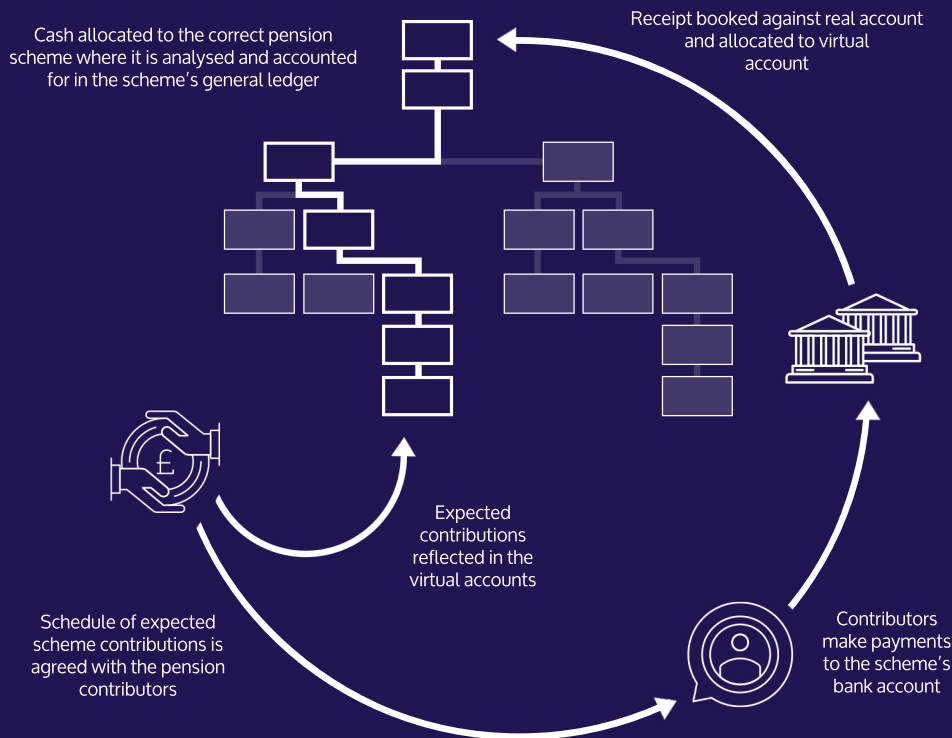 Cash allocated to the correct pension
scheme where it is analysed and accounted
for in the scheme's general ledger
Receipt booked against real account
and allocated to virtual
account
£
Expected
contributions
reflected in the
virtual accounts
Schedule of expected
scheme contributions is
agreed with the pension
contributors
Contributors
make payments
to the scheme's
bank account